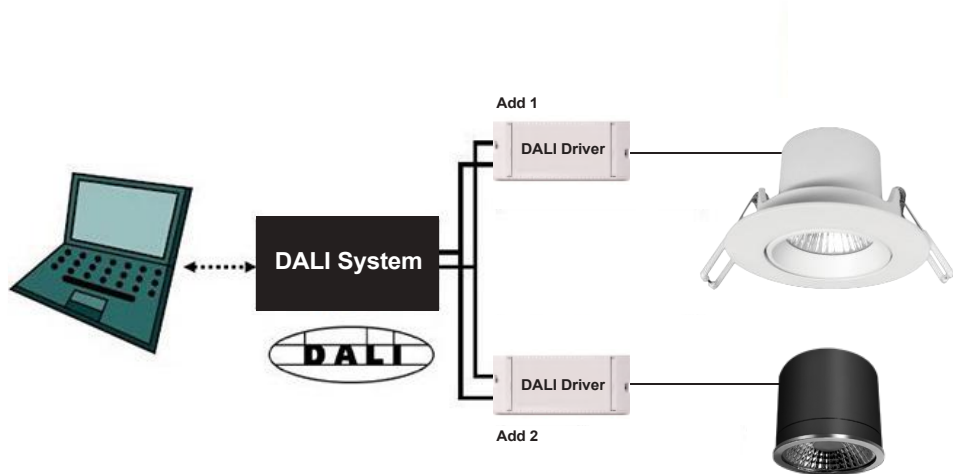 Add 1
DALI Driver
DALI System
DALI
DALI Driver
Add 2